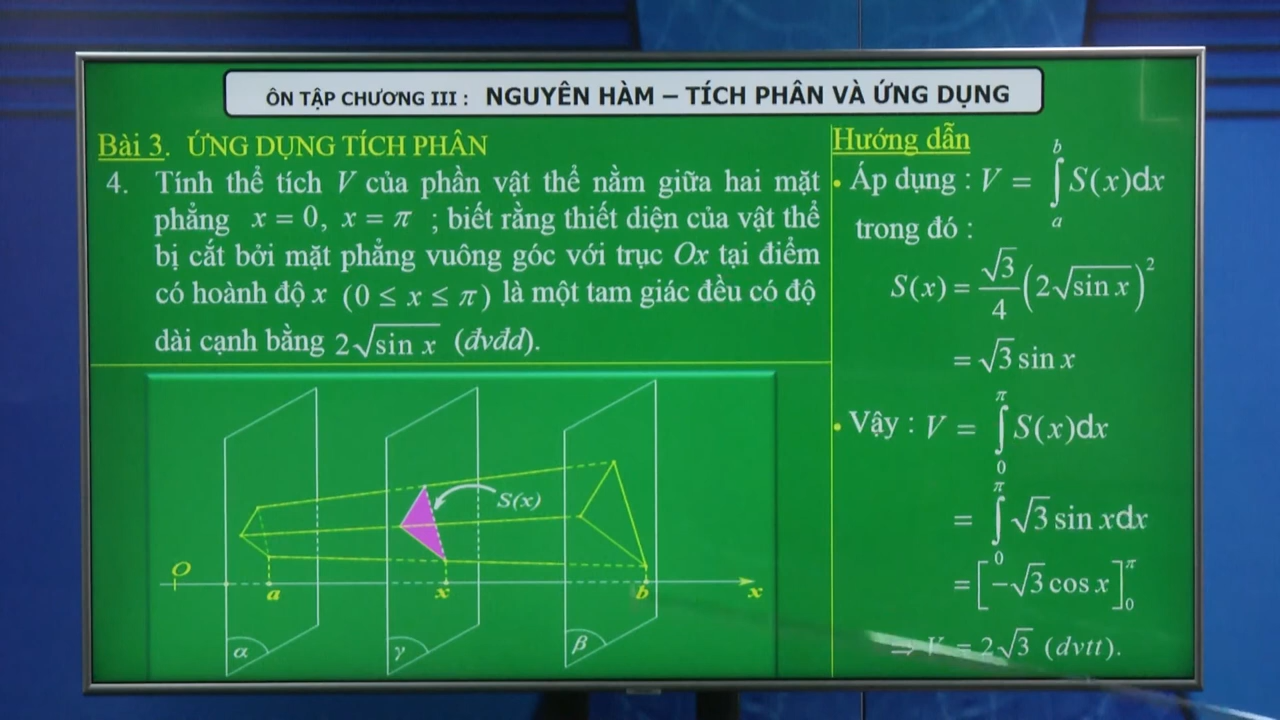 ÔN TẬP CHƯƠNG III : NGUYÊN HÀM – TÍCH PHÂN VÀ ỨNG DỤNG
Bài 3. ỨNG DỤNG TÍCH PHÂN
4. Tính thể tích V của phần vật thể nằm giữa hai mặt
phẳng x = 0, x = π ; biết rằng thiết diện của vật thể
bị cắt bởi mặt phẳng vuông góc với trục Ox tại điểm
có hoành độ x (0 ≤ x ≤ π) là một tam giác đều có độ
dài cạnh bằng 2√(sin x) (đvđd).
S(x)
O a x b x
α γ β
Hướng dẫn
• Áp dụng : V = ∫_a^b S(x)dx
trong đó :
S(x) = √3/4 (2√(sin x))²
= √3 sin x
• Vậy : V = ∫_0^π S(x)dx
= ∫_0^π √3 sin xdx
= [−√3 cos x]_0^π
⇒ V = 2√3 (dvtt).